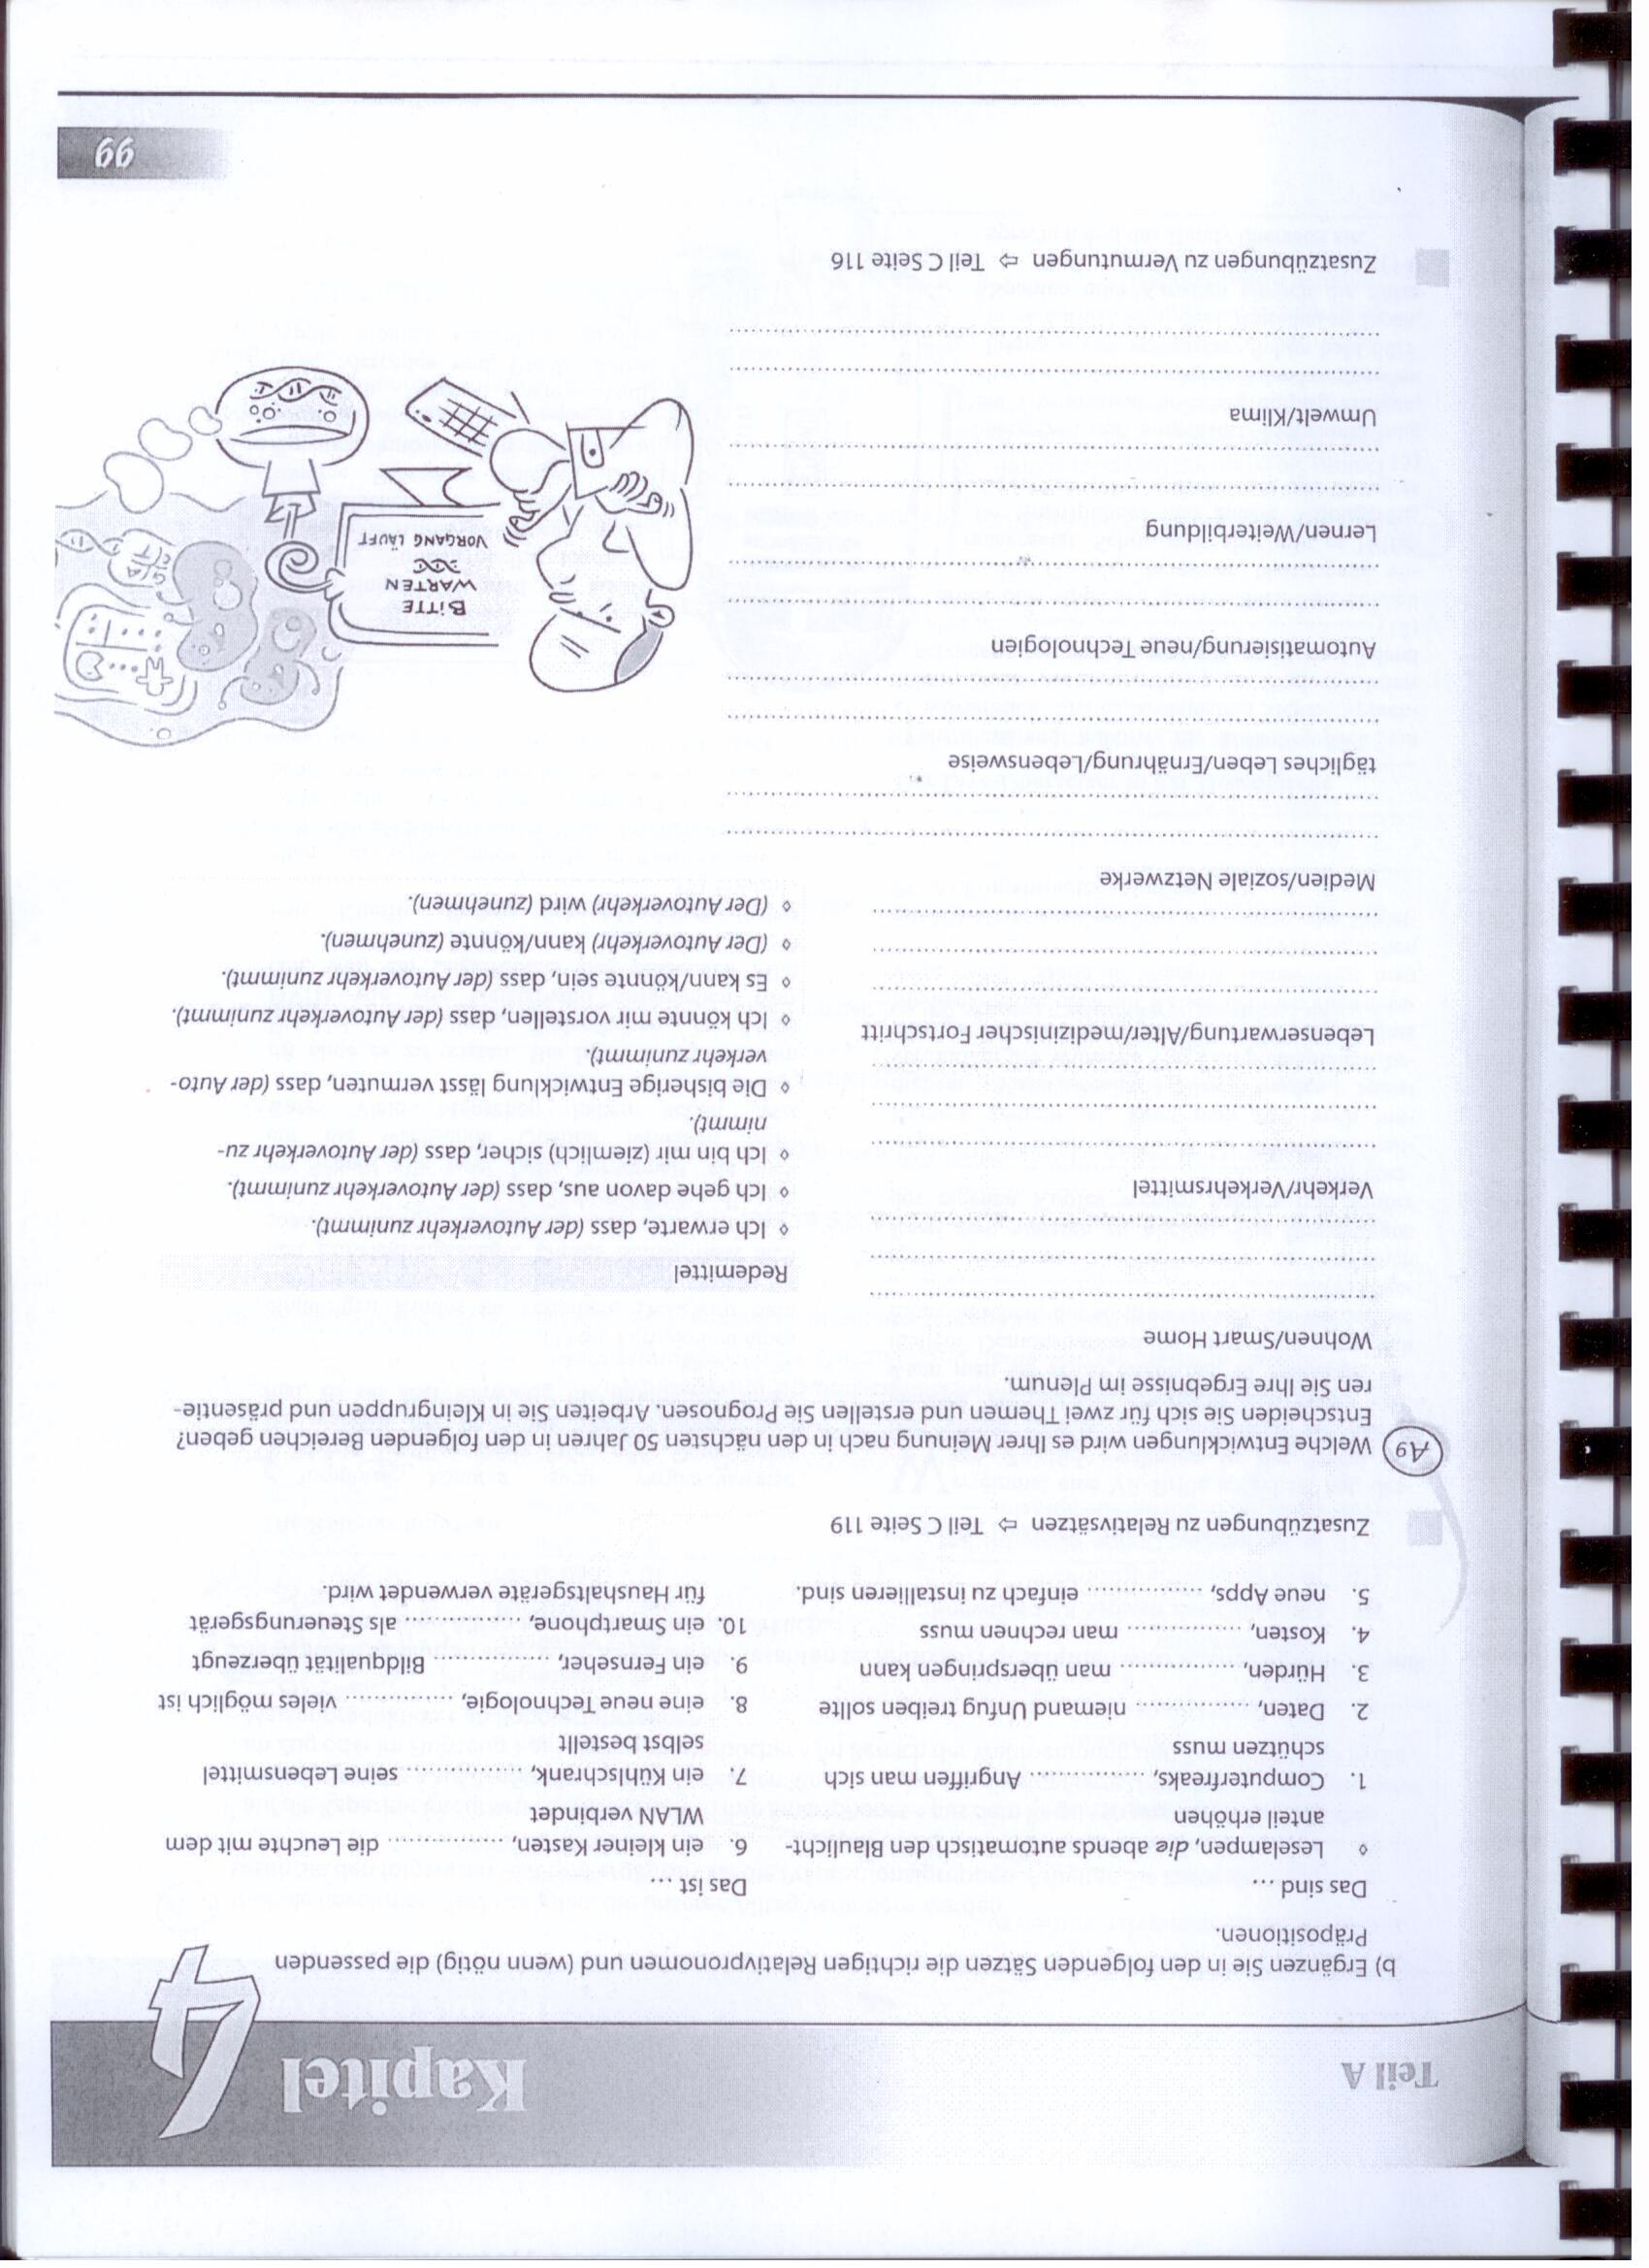 Teil A
Kapitel 4
b) Ergänzen Sie in den folgenden Sätzen die richtigen Relativpronomen und (wenn nötig) die passenden
Präpositionen.
Das sind ...
◊ Leselampen, die abends automatisch den Blaulicht-
anteil erhöhen
1. Computerfreaks, ................ Angriffen man sich
schützen muss
2. Daten, ................ niemand Unfug treiben sollte
3. Hürden, ................ man überspringen kann
4. Kosten, ................ man rechnen muss
5. neue Apps, ................ einfach zu installieren sind.
Das ist ...
6. ein kleiner Kasten, ................ die Leuchte mit dem
WLAN verbindet
7. ein Kühlschrank, ................ seine Lebensmittel
selbst bestellt
8. eine neue Technologie, ................ vieles möglich ist
9. ein Fernseher, ................ Bildqualität überzeugt
10. ein Smartphone, ................ als Steuerungsgerät
für Haushaltsgeräte verwendet wird.
Zusatzübungen zu Relativsätzen ⇨ Teil C Seite 119
A9 Welche Entwicklungen wird es Ihrer Meinung nach in den nächsten 50 Jahren in den folgenden Bereichen geben?
Entscheiden Sie sich für zwei Themen und erstellen Sie Prognosen. Arbeiten Sie in Kleingruppen und präsentie-
ren Sie Ihre Ergebnisse im Plenum.
Wohnen/Smart Home
Verkehr/Verkehrsmittel
Lebenserwartung/Alter/medizinischer Fortschritt
Medien/soziale Netzwerke
tägliches Leben/Ernährung/Lebensweise
Automatisierung/neue Technologien
Lernen/Weiterbildung
Umwelt/Klima
Redemittel
◊ Ich erwarte, dass (der Autoverkehr zunimmt).
◊ Ich gehe davon aus, dass (der Autoverkehr zunimmt).
◊ Ich bin mir (ziemlich) sicher, dass (der Autoverkehr zu-
nimmt).
◊ Die bisherige Entwicklung lässt vermuten, dass (der Auto-
verkehr zunimmt).
◊ Ich könnte mir vorstellen, dass (der Autoverkehr zunimmt).
◊ Es kann/könnte sein, dass (der Autoverkehr zunimmt).
◊ (Der Autoverkehr) kann/könnte (zunehmen).
◊ (Der Autoverkehr) wird (zunehmen).
BITTE
WARTEN
VORGANG LÄUFT
G/A
C/T
Zusatzübungen zu Vermutungen ⇨ Teil C Seite 116
99